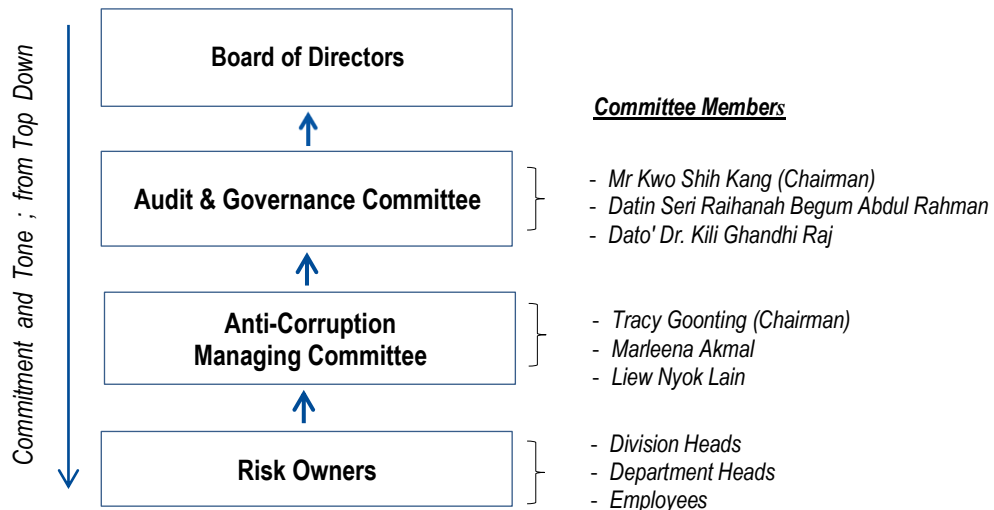 Commitment and Tone ; from Top Down
Board of Directors
Committee Members
Audit & Governance Committee
- Mr Kwo Shih Kang (Chairman)
- Datin Seri Raihanah Begum Abdul Rahman
- Dato' Dr. Kili Ghandhi Raj
Anti-Corruption
Managing Committee
- Tracy Goonting (Chairman)
- Marleena Akmal
- Liew Nyok Lain
Risk Owners
- Division Heads
- Department Heads
- Employees